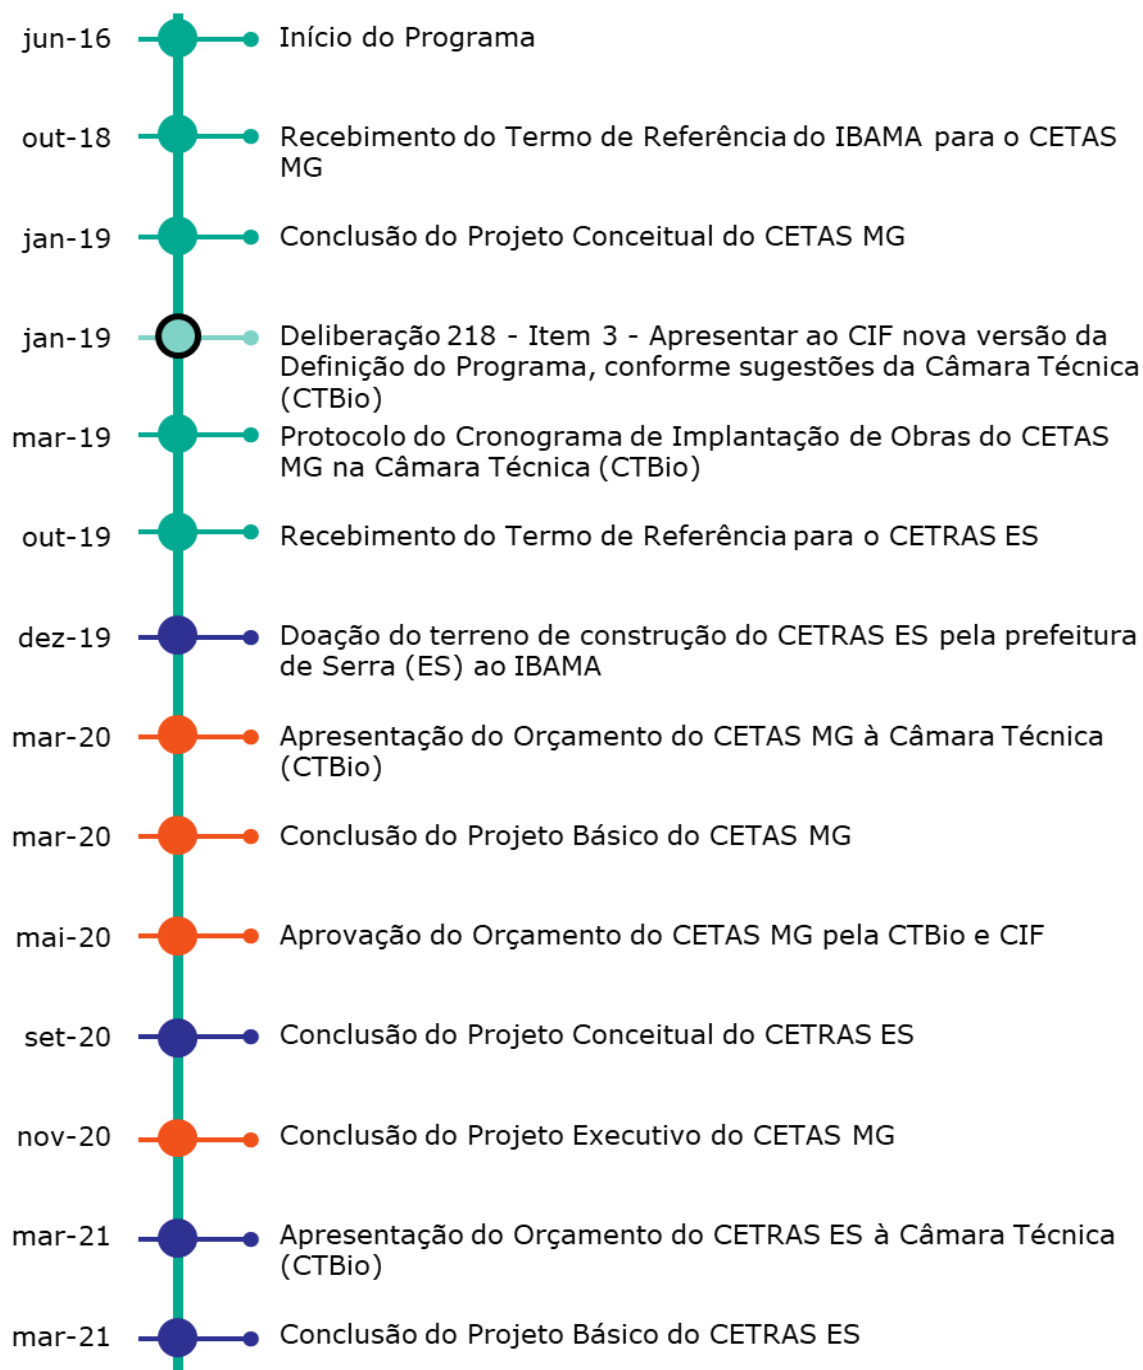 jun-16 Início do Programa
out-18 Recebimento do Termo de Referência do IBAMA para o CETAS
MG
jan-19 Conclusão do Projeto Conceitual do CETAS MG
jan-19 Deliberação 218 - Item 3 - Apresentar ao CIF nova versão da
Definição do Programa, conforme sugestões da Câmara Técnica
(CTBio)
mar-19 Protocolo do Cronograma de Implantação de Obras do CETAS
MG na Câmara Técnica (CTBio)
out-19 Recebimento do Termo de Referência para o CETRAS ES
dez-19 Doação do terreno de construção do CETRAS ES pela prefeitura
de Serra (ES) ao IBAMA
mar-20 Apresentação do Orçamento do CETAS MG à Câmara Técnica
(CTBio)
mar-20 Conclusão do Projeto Básico do CETAS MG
mai-20 Aprovação do Orçamento do CETAS MG pela CTBio e CIF
set-20 Conclusão do Projeto Conceitual do CETRAS ES
nov-20 Conclusão do Projeto Executivo do CETAS MG
mar-21 Apresentação do Orçamento do CETRAS ES à Câmara Técnica
(CTBio)
mar-21 Conclusão do Projeto Básico do CETRAS ES